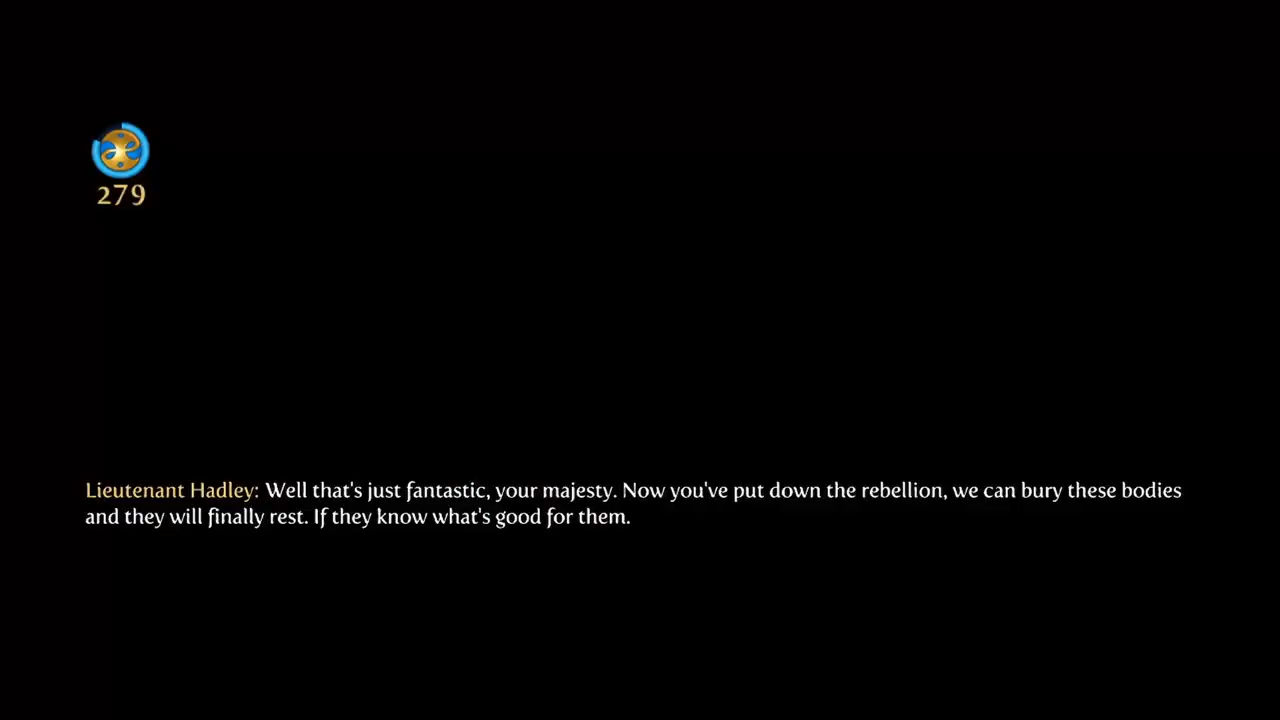 279
Lieutenant Hadley: Well that's just fantastic, your majesty. Now you've put down the rebellion, we can bury these bodies
and they will finally rest. If they know what's good for them.